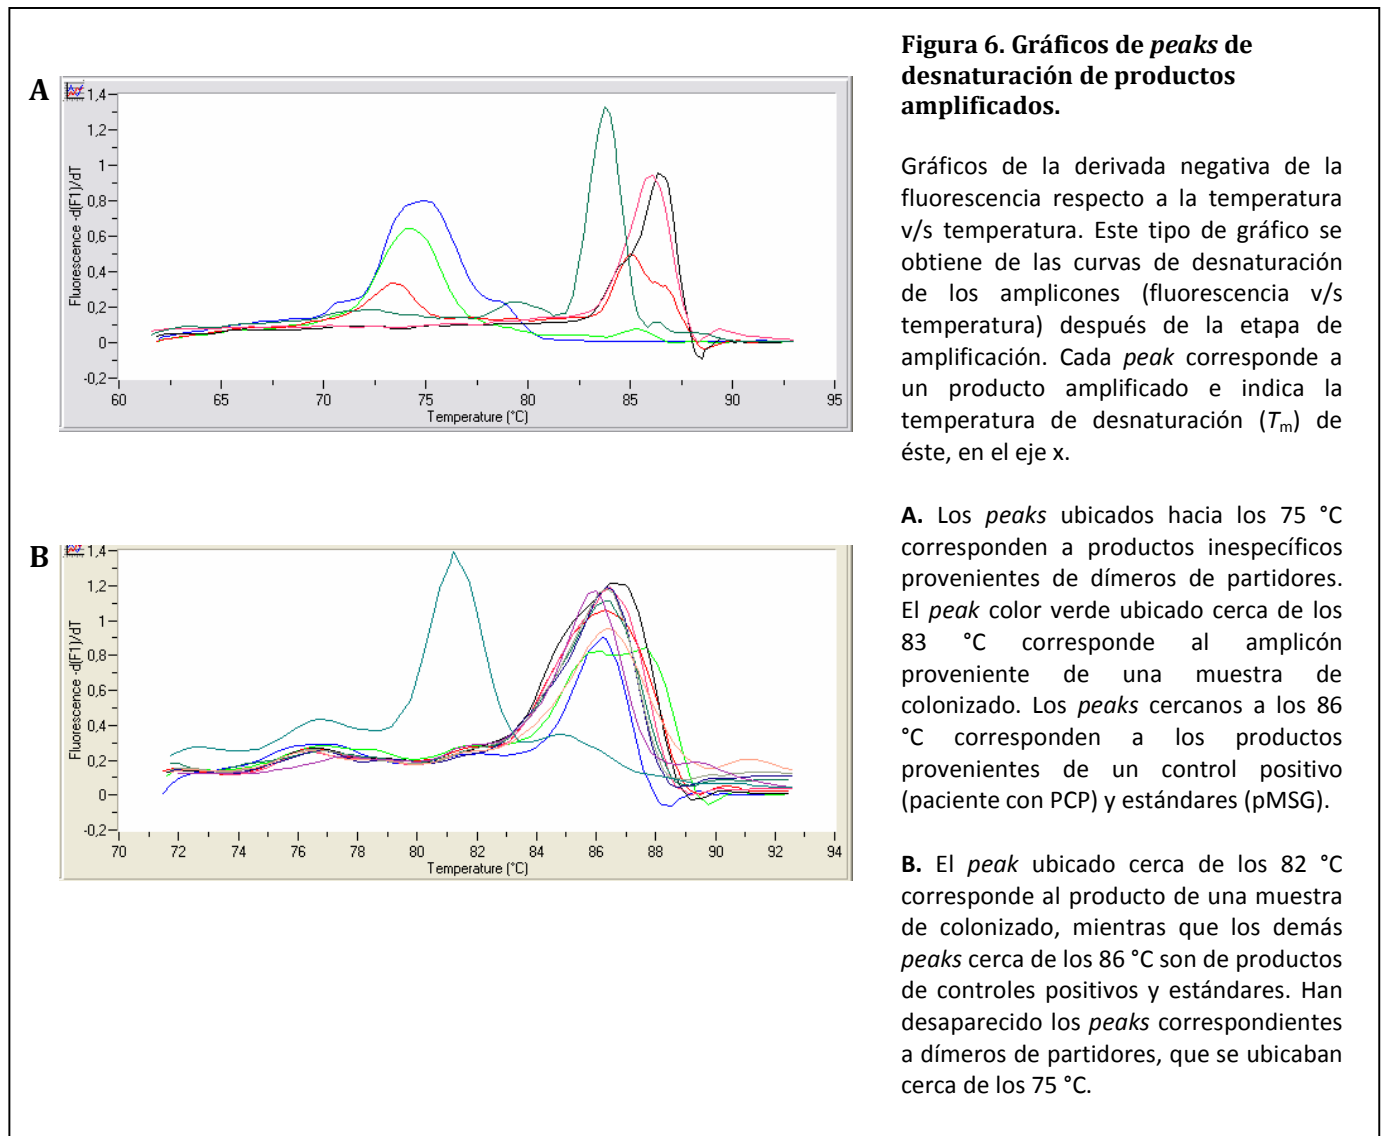 A
1,4
1,2
1
0,8
0,6
0,4
0,2
0
-0,2
Fluorescence -d(F1)/dT
60 65 70 75 80 85 90 95
Temperature (°C)
B
1,4
1,2
1
0,8
0,6
0,4
0,2
0
-0,2
Fluorescence -d(F1)/dT
70 72 74 76 78 80 82 84 86 88 90 92 94
Temperature (°C)
Figura 6. Gráficos de peaks de
desnaturación de productos
amplificados.
Gráficos de la derivada negativa de la
fluorescencia respecto a la temperatura
v/s temperatura. Este tipo de gráfico se
obtiene de las curvas de desnaturación
de los amplicones (fluorescencia v/s
temperatura) después de la etapa de
amplificación. Cada peak corresponde a
un producto amplificado e indica la
temperatura de desnaturación (Tm) de
éste, en el eje x.
A. Los peaks ubicados hacia los 75 °C
corresponden a productos inespecíficos
provenientes de dímeros de partidores.
El peak color verde ubicado cerca de los
83 °C corresponde al amplicón
proveniente de una muestra de
colonizado. Los peaks cercanos a los 86
°C corresponden a los productos
provenientes de un control positivo
(paciente con PCP) y estándares (pMSG).
B. El peak ubicado cerca de los 82 °C
corresponde al producto de una muestra
de colonizado, mientras que los demás
peaks cerca de los 86 °C son de productos
de controles positivos y estándares. Han
desaparecido los peaks correspondientes
a dímeros de partidores, que se ubicaban
cerca de los 75 °C.